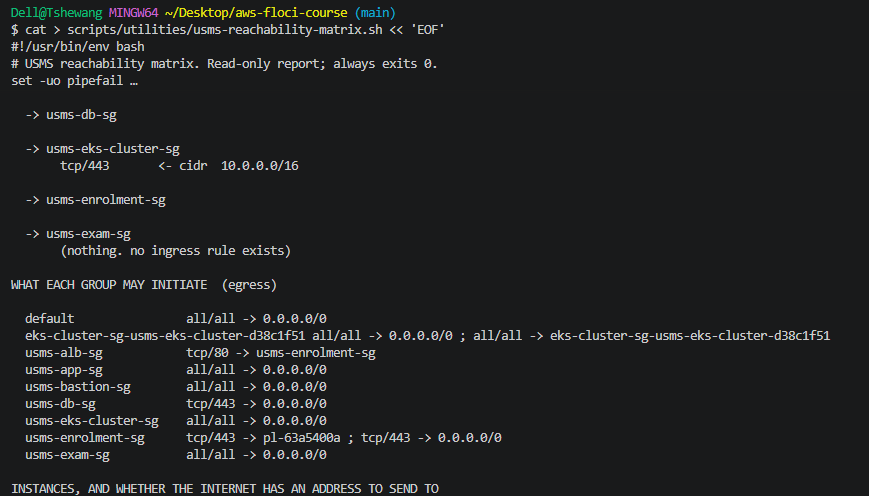 Dell@Tshewang MINGW64 ~/Desktop/aws-floci-course (main)
$ cat > scripts/utilities/usms-reachability-matrix.sh << 'EOF'
#!/usr/bin/env bash
# USMS reachability matrix. Read-only report; always exits 0.
set -uo pipefail …
-> usms-db-sg
-> usms-eks-cluster-sg
tcp/443 <- cidr 10.0.0.0/16
-> usms-enrolment-sg
-> usms-exam-sg
(nothing. no ingress rule exists)
WHAT EACH GROUP MAY INITIATE (egress)
default all/all -> 0.0.0.0/0
eks-cluster-sg-usms-eks-cluster-d38c1f51 all/all -> 0.0.0.0/0 ; all/all -> eks-cluster-sg-usms-eks-cluster-d38c1f51
usms-alb-sg tcp/80 -> usms-enrolment-sg
usms-app-sg all/all -> 0.0.0.0/0
usms-bastion-sg all/all -> 0.0.0.0/0
usms-db-sg tcp/443 -> 0.0.0.0/0
usms-eks-cluster-sg all/all -> 0.0.0.0/0
usms-enrolment-sg tcp/443 -> pl-63a5400a ; tcp/443 -> 0.0.0.0/0
usms-exam-sg all/all -> 0.0.0.0/0
INSTANCES, AND WHETHER THE INTERNET HAS AN ADDRESS TO SEND TO